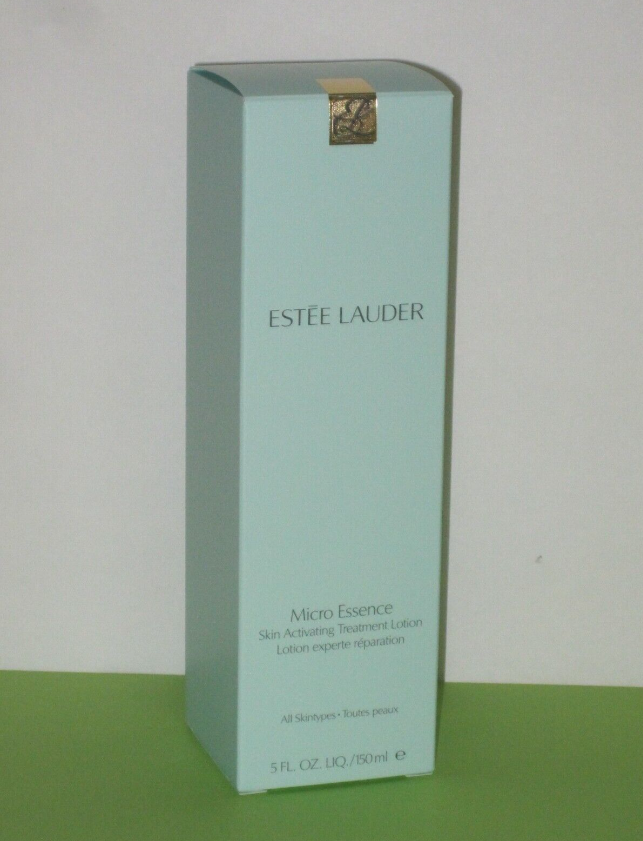 ESTĒE LAUDER
Micro Essence
Skin Activating Treatment Lotion
Lotion experte réparation
All Skintypes • Toutes peaux
5 FL. OZ. LIQ./150 ml ℮